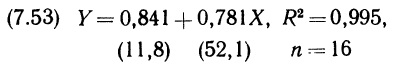 (7.53) Y=0,841+0,781X, R²=0,995,
(11,8) (52,1) n=16